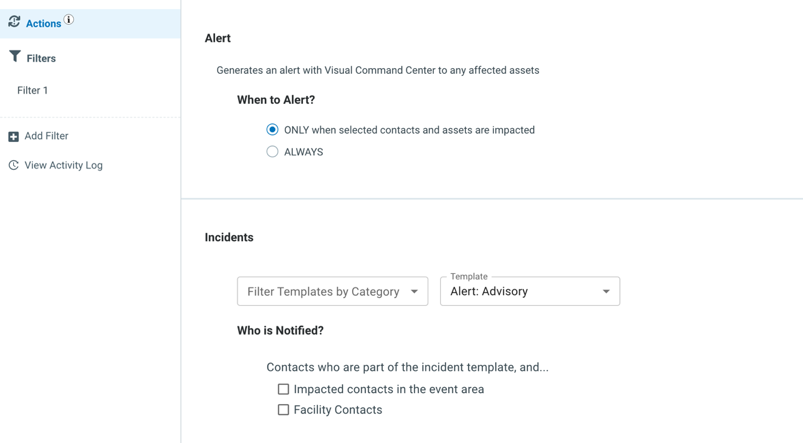 Actions
Filters
Filter 1
Add Filter
View Activity Log
Alert
Generates an alert with Visual Command Center to any affected assets
When to Alert?
ONLY when selected contacts and assets are impacted
ALWAYS
Incidents
Filter Templates by Category
Template
Alert: Advisory
Who is Notified?
Contacts who are part of the incident template, and...
Impacted contacts in the event area
Facility Contacts